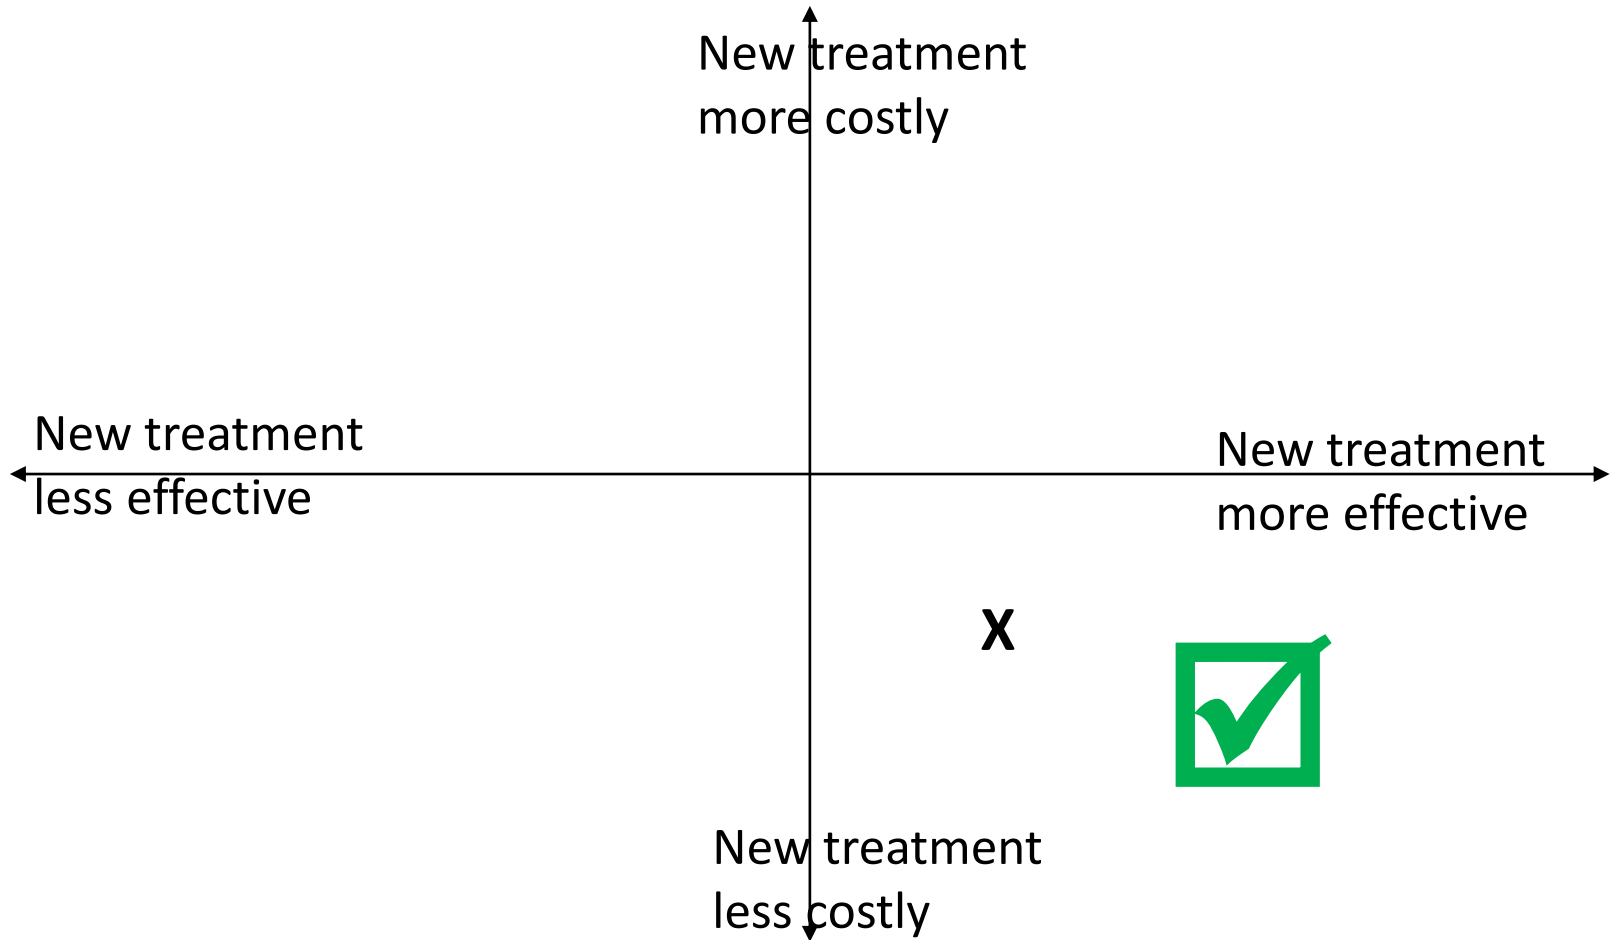 New treatment
more costly
New treatment
less effective
New treatment
more effective
X
New treatment
less costly